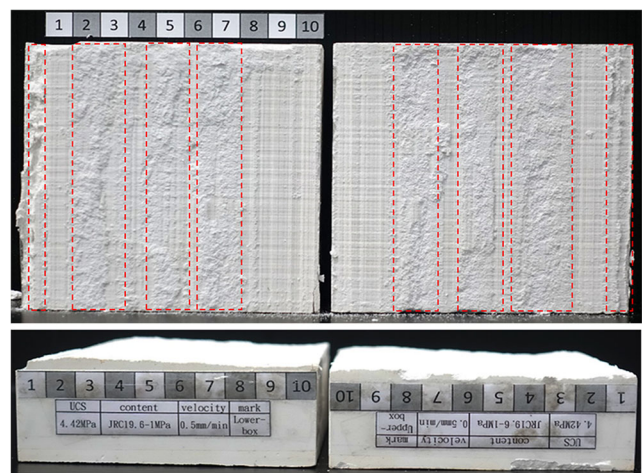 1 2 3 4 5 6 7 8 9 10
1 2 3 4 5 6 7 8 9 10
UCS content velocity mark
4.42MPa JRC19.6-1MPa 0.5mm/min Lower-box
1 2 3 4 5 6 7 8 9 10
UCS content velocity mark
4.42MPa JRC19.6-1MPa 0.5mm/min Upper-box